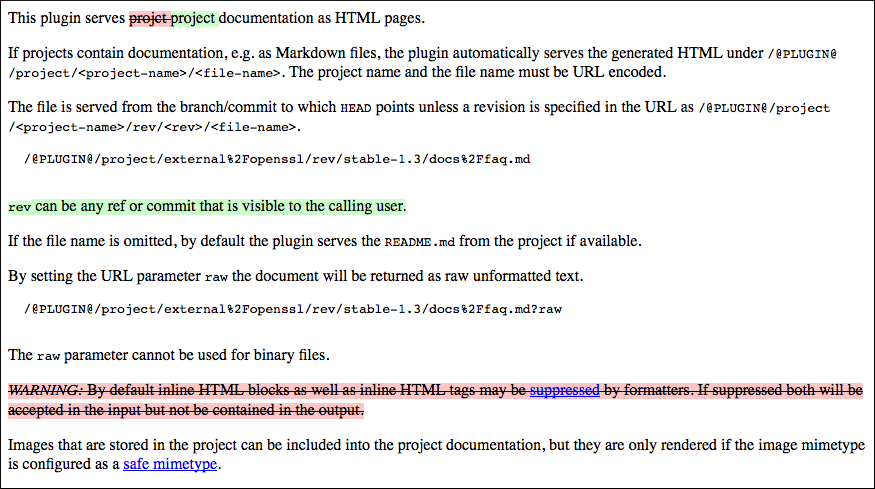 This plugin serves projct project documentation as HTML pages.
If projects contain documentation, e.g. as Markdown files, the plugin automatically serves the generated HTML under /@PLUGIN@
/project/<project-name>/<file-name>. The project name and the file name must be URL encoded.
The file is served from the branch/commit to which HEAD points unless a revision is specified in the URL as /@PLUGIN@/project
/<project-name>/rev/<rev>/<file-name>.
/@PLUGIN@/project/external%2Fopenssl/rev/stable-1.3/docs%2Ffaq.md
rev can be any ref or commit that is visible to the calling user.
If the file name is omitted, by default the plugin serves the README.md from the project if available.
By setting the URL parameter raw the document will be returned as raw unformatted text.
/@PLUGIN@/project/external%2Fopenssl/rev/stable-1.3/docs%2Ffaq.md?raw
The raw parameter cannot be used for binary files.
WARNING: By default inline HTML blocks as well as inline HTML tags may be suppressed by formatters. If suppressed both will be
accepted in the input but not be contained in the output.
Images that are stored in the project can be included into the project documentation, but they are only rendered if the image mimetype
is configured as a safe mimetype.